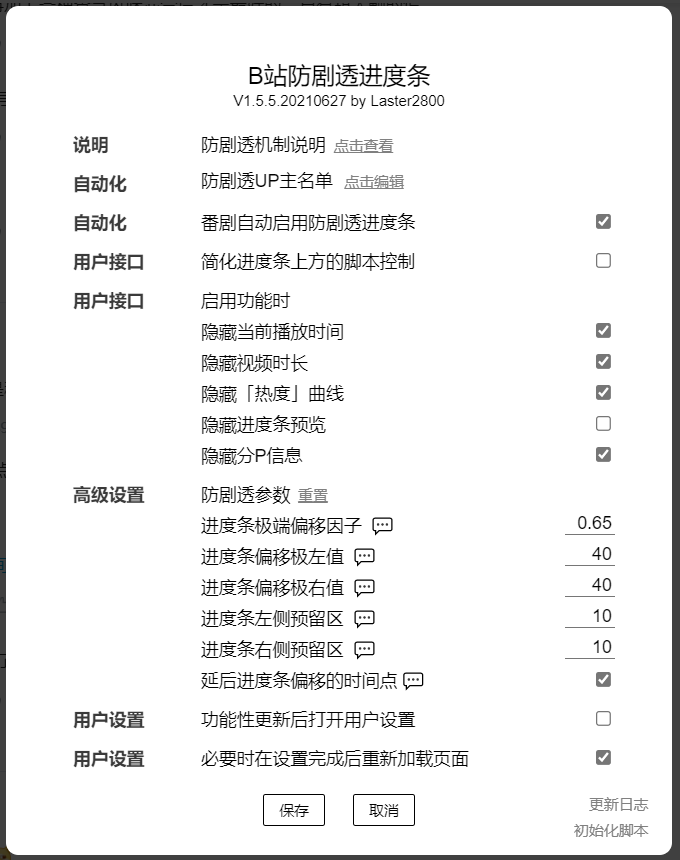 B站防剧透进度条
V1.5.5.20210627 by Laster2800
说明 防剧透机制说明 点击查看
自动化 防剧透UP主名单 点击编辑
自动化 番剧自动启用防剧透进度条
用户接口 简化进度条上方的脚本控制
用户接口 启用功能时
隐藏当前播放时间
隐藏视频时长
隐藏「热度」曲线
隐藏进度条预览
隐藏分P信息
高级设置 防剧透参数 重置
进度条极端偏移因子 0.65
进度条偏移极左值 40
进度条偏移极右值 40
进度条左侧预留区 10
进度条右侧预留区 10
延后进度条偏移的时间点
用户设置 功能性更新后打开用户设置
用户设置 必要时在设置完成后重新加载页面
保存 取消
更新日志
初始化脚本